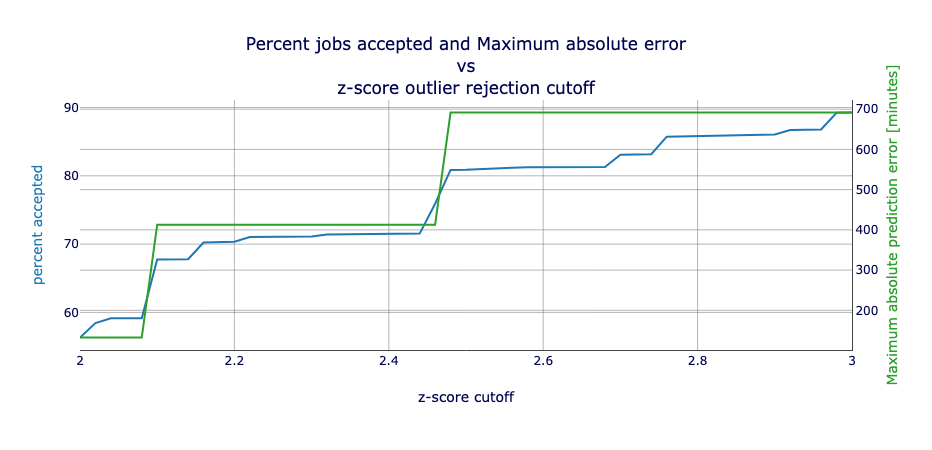 Percent jobs accepted and Maximum absolute error
vs
z-score outlier rejection cutoff
percent accepted
90
80
70
60
700
600
500
400
300
200
Maximum absolute prediction error [minutes]
2
2.2
2.4
2.6
2.8
3
z-score cutoff